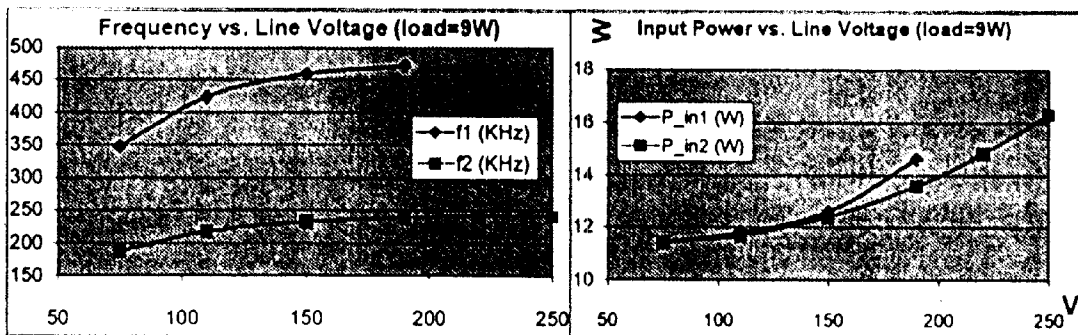 Frequency vs. Line Voltage (load=9W)
500
450
400
350
300
250
200
150
50 100 150 200 250
f1 (KHz)
f2 (KHz)
W
Input Power vs. Line Voltage (load=9W)
18
16
14
12
10
50 100 150 200 250
V
P_in1 (W)
P_in2 (W)